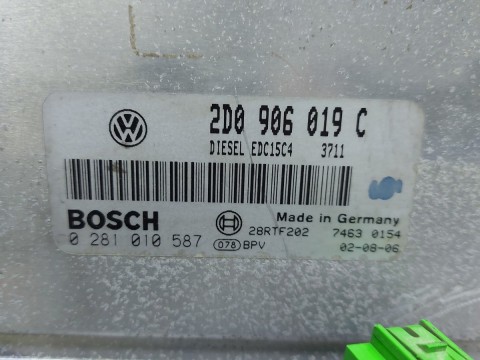 2D0 906 019 C
DIESEL EDC15C4 3711
BOSCH
0 281 010 587
Made in Germany
28RTF202 7463 0154
078 BPV 02-08-06